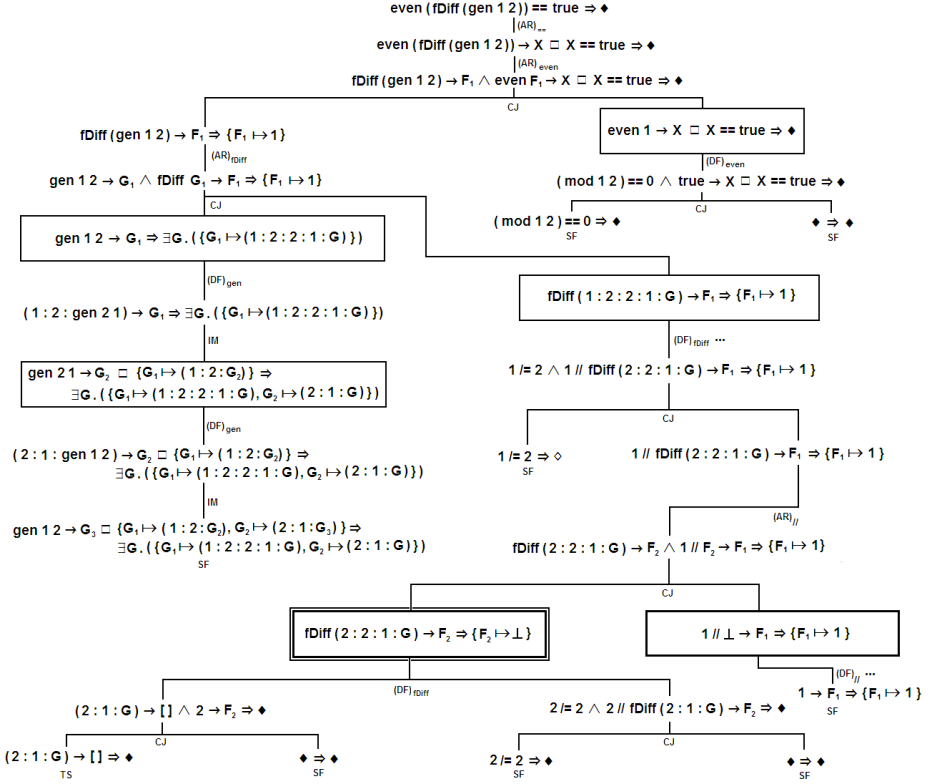 even ( fDiff ( gen 1 2 ) ) == true ⇒ ♦
(AR)==
even ( fDiff ( gen 1 2 ) ) → X □ X == true ⇒ ♦
(AR)even
fDiff ( gen 1 2 ) → F₁ ∧ even F₁ → X □ X == true ⇒ ♦
CJ
fDiff ( gen 1 2 ) → F₁ ⇒ { F₁ ↦ 1 }
even 1 → X □ X == true ⇒ ♦
(AR)fDiff
(DF)even
gen 1 2 → G₁ ∧ fDiff G₁ → F₁ ⇒ { F₁ ↦ 1 }
( mod 1 2 ) == 0 ∧ true → X □ X == true ⇒ ♦
CJ
CJ
( mod 1 2 ) == 0 ⇒ ♦
SF
♦ ⇒ ♦
SF
gen 1 2 → G₁ ⇒ ∃G . ( { G₁ ↦ ( 1 : 2 : 2 : 1 : G ) } )
(DF)gen
fDiff ( 1 : 2 : 2 : 1 : G ) → F₁ ⇒ { F₁ ↦ 1 }
( 1 : 2 : gen 2 1 ) → G₁ ⇒ ∃G . ( { G₁ ↦ ( 1 : 2 : 2 : 1 : G ) } )
(DF)fDiff ...
IM
gen 2 1 → G₂ □ { G₁ ↦ ( 1 : 2 : G₂ ) } ⇒
∃G . ( { G₁ ↦ ( 1 : 2 : 2 : 1 : G ) , G₂ ↦ ( 2 : 1 : G ) } )
1 /= 2 ∧ 1 // fDiff ( 2 : 2 : 1 : G ) → F₁ ⇒ { F₁ ↦ 1 }
CJ
(DF)gen
( 2 : 1 : gen 1 2 ) → G₂ □ { G₁ ↦ ( 1 : 2 : G₂ ) } ⇒
∃G . ( { G₁ ↦ ( 1 : 2 : 2 : 1 : G ) , G₂ ↦ ( 2 : 1 : G ) } )
1 /= 2 ⇒ ◇
SF
1 // fDiff ( 2 : 2 : 1 : G ) → F₁ ⇒ { F₁ ↦ 1 }
IM
(AR)//
gen 1 2 → G₃ □ { G₁ ↦ ( 1 : 2 : G₂ ) , G₂ ↦ ( 2 : 1 : G₃ ) } ⇒
∃G . ( { G₁ ↦ ( 1 : 2 : 2 : 1 : G ) , G₂ ↦ ( 2 : 1 : G ) } )
SF
fDiff ( 2 : 2 : 1 : G ) → F₂ ∧ 1 // F₂ → F₁ ⇒ { F₁ ↦ 1 }
CJ
fDiff ( 2 : 2 : 1 : G ) → F₂ ⇒ { F₂ ↦ ⊥ }
1 // ⊥ → F₁ ⇒ { F₁ ↦ 1 }
(DF)fDiff
(DF)// ...
1 → F₁ ⇒ { F₁ ↦ 1 }
SF
( 2 : 1 : G ) → [ ] ∧ 2 → F₂ ⇒ ♦
2 /= 2 ∧ 2 // fDiff ( 2 : 1 : G ) → F₂ ⇒ ♦
CJ
CJ
( 2 : 1 : G ) → [ ] ⇒ ♦
TS
♦ ⇒ ♦
SF
2 /= 2 ⇒ ♦
SF
♦ ⇒ ♦
SF